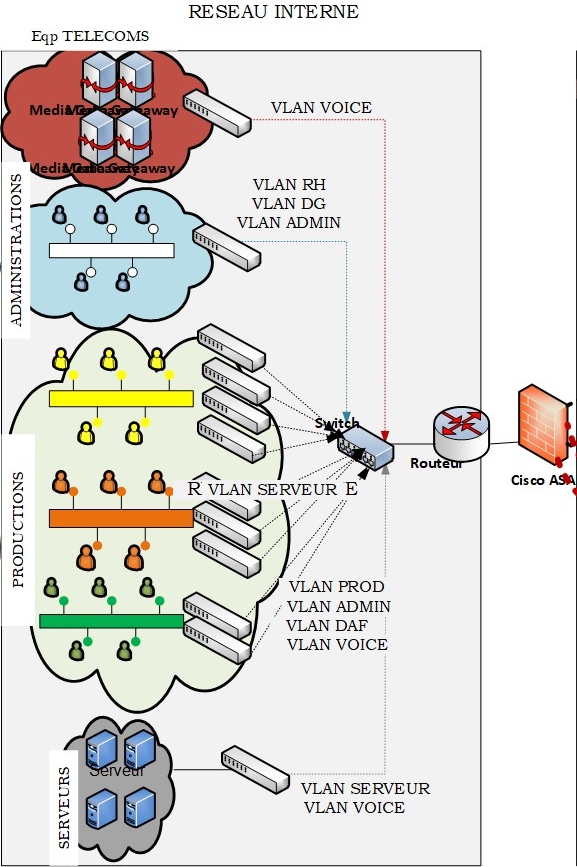 RESEAU INTERNE
Eqp TELECOMS
VLAN VOICE
Media
ADMINISTRATIONS
VLAN RH
VLAN DG
VLAN ADMIN
Switch
Routeur
Cisco ASA
PRODUCTIONS
R VLAN SERVEUR E
VLAN PROD
VLAN ADMIN
VLAN DAF
VLAN VOICE
SERVEURS
Serveur
VLAN SERVEUR
VLAN VOICE